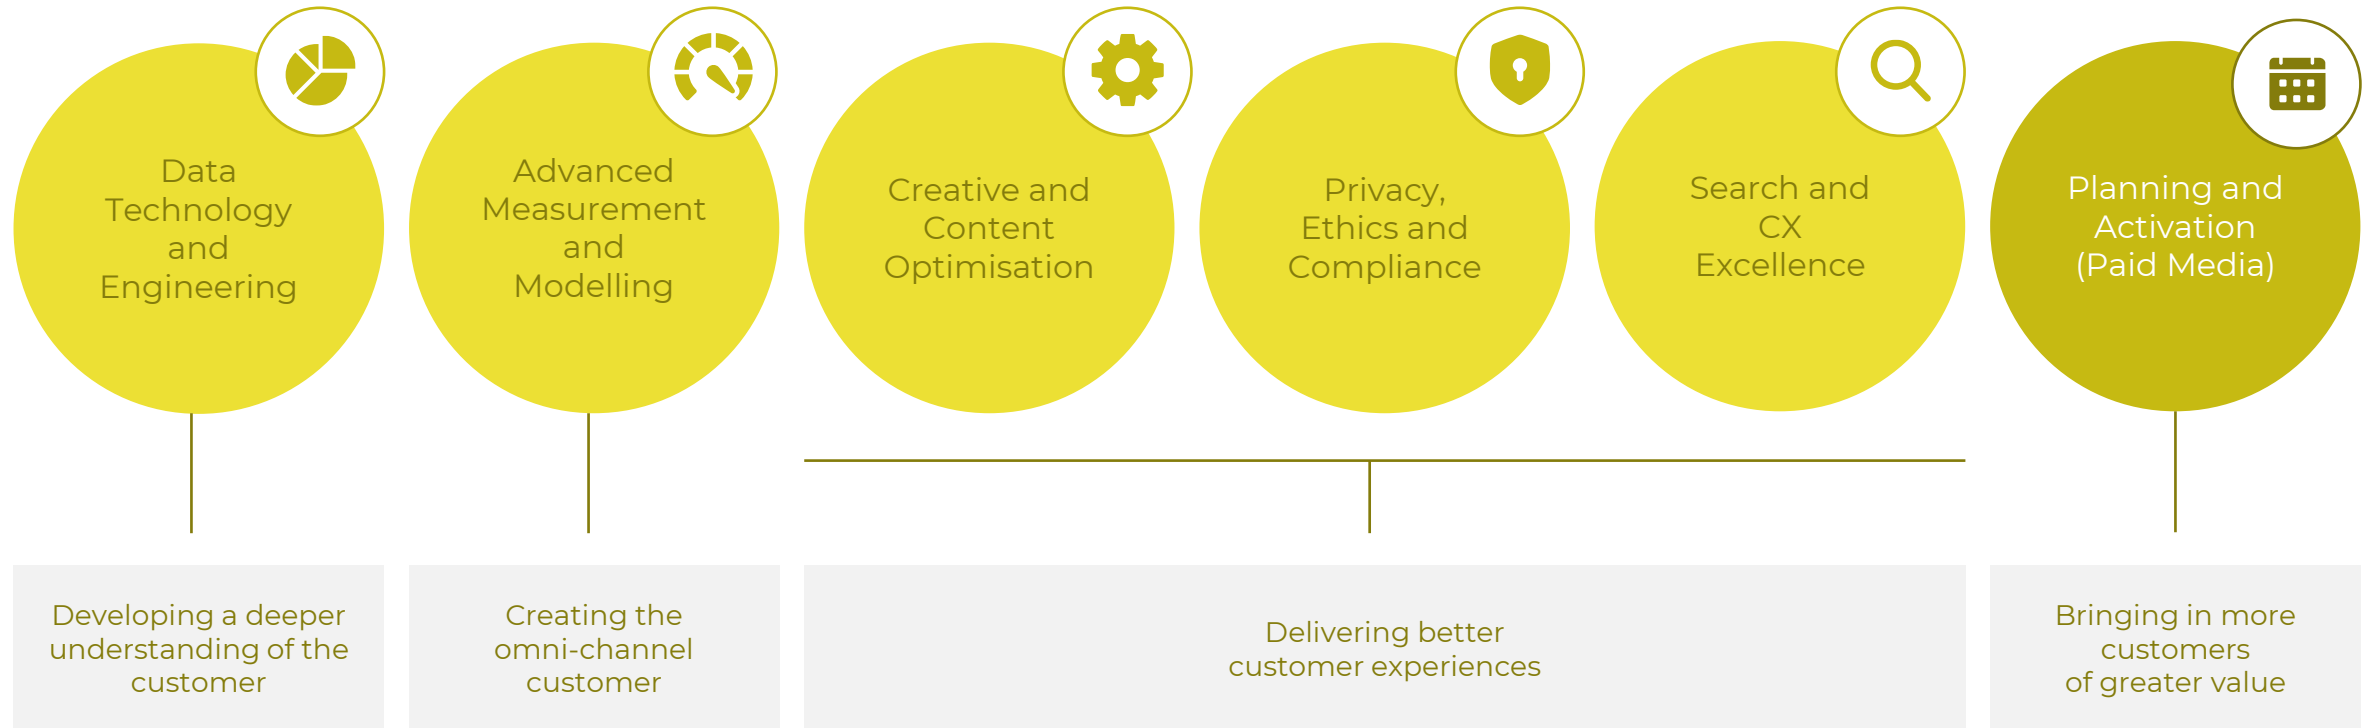 Data
Technology
and
Engineering
Advanced
Measurement
and
Modelling
Creative and
Content
Optimisation
Privacy,
Ethics and
Compliance
Search and
CX
Excellence
Planning and
Activation
(Paid Media)
Developing a deeper
understanding of the
customer
Creating the
omni-channel
customer
Delivering better
customer experiences
Bringing in more
customers
of greater value